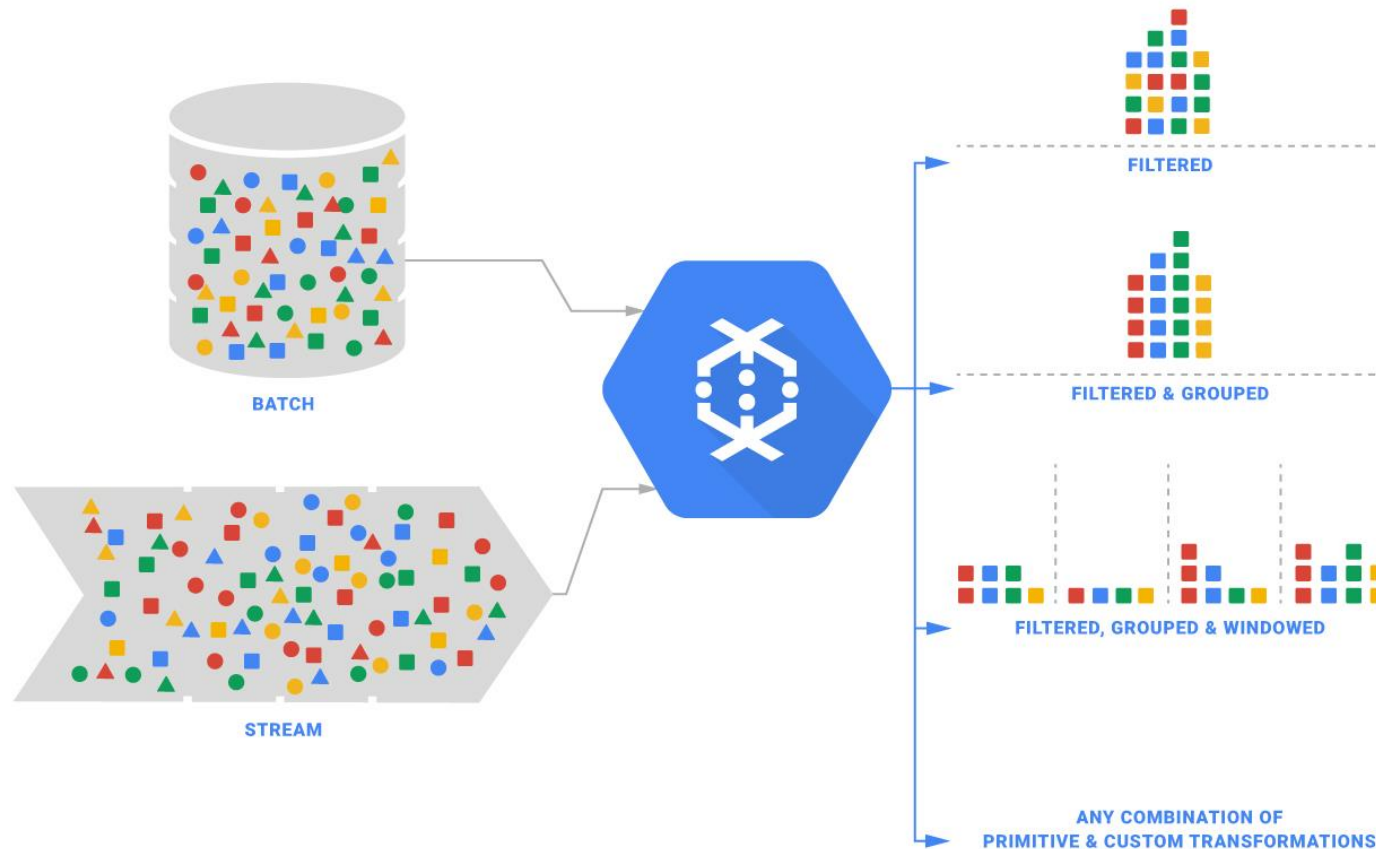 BATCH
STREAM
FILTERED
FILTERED & GROUPED
FILTERED, GROUPED & WINDOWED
ANY COMBINATION OF
PRIMITIVE & CUSTOM TRANSFORMATIONS